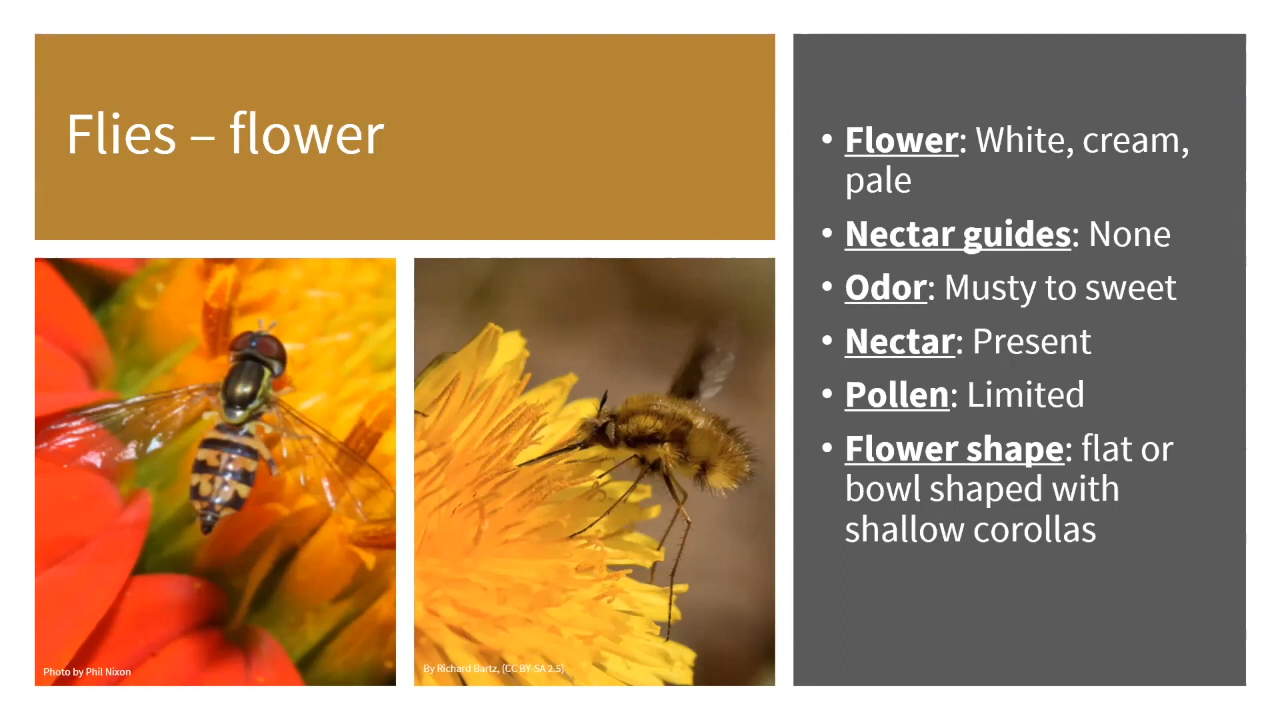 Flies – flower
• Flower: White, cream,
pale
• Nectar guides: None
• Odor: Musty to sweet
• Nectar: Present
• Pollen: Limited
• Flower shape: flat or
bowl shaped with
shallow corollas
Photo by Phil Nixon
By Richard Bartz, (CC BY-SA 2.5)